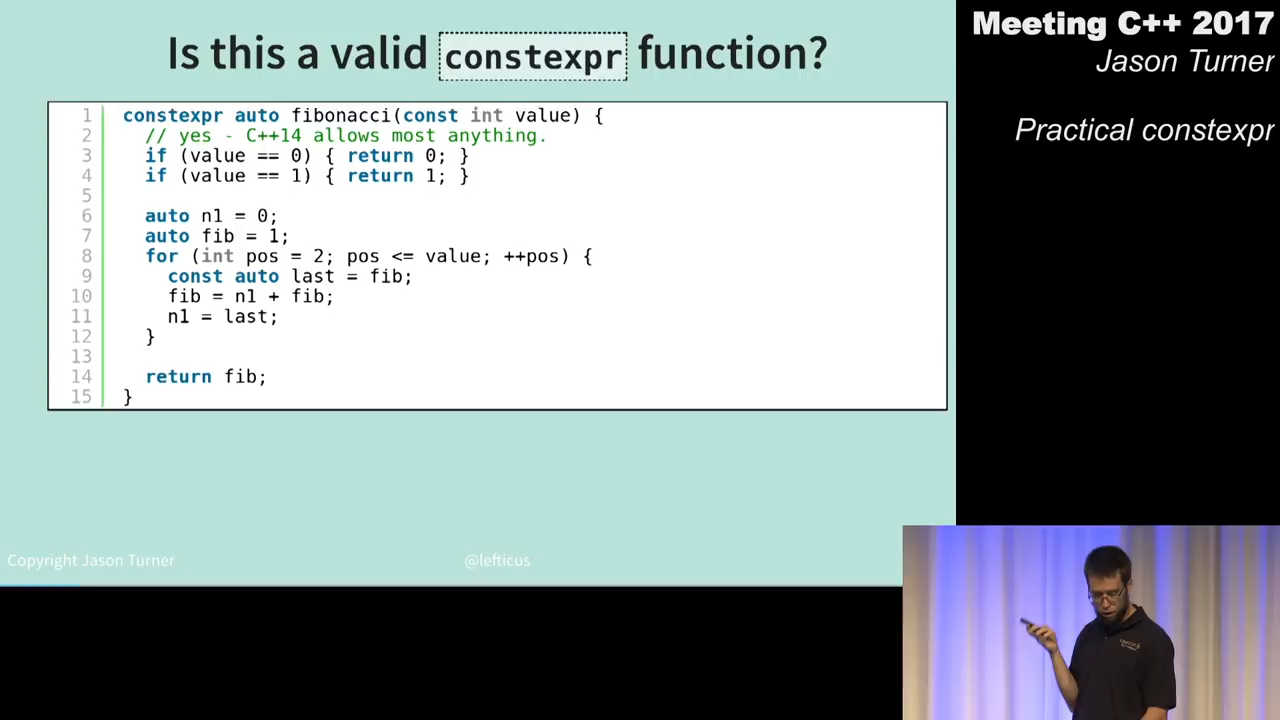 Is this a valid constexpr function?
1 constexpr auto fibonacci(const int value) {
2 // yes - C++14 allows most anything.
3 if (value == 0) { return 0; }
4 if (value == 1) { return 1; }
5
6 auto n1 = 0;
7 auto fib = 1;
8 for (int pos = 2; pos <= value; ++pos) {
9 const auto last = fib;
10 fib = n1 + fib;
11 n1 = last;
12 }
13
14 return fib;
15 }
Copyright Jason Turner
@lefticus
Meeting C++ 2017
Jason Turner
Practical constexpr